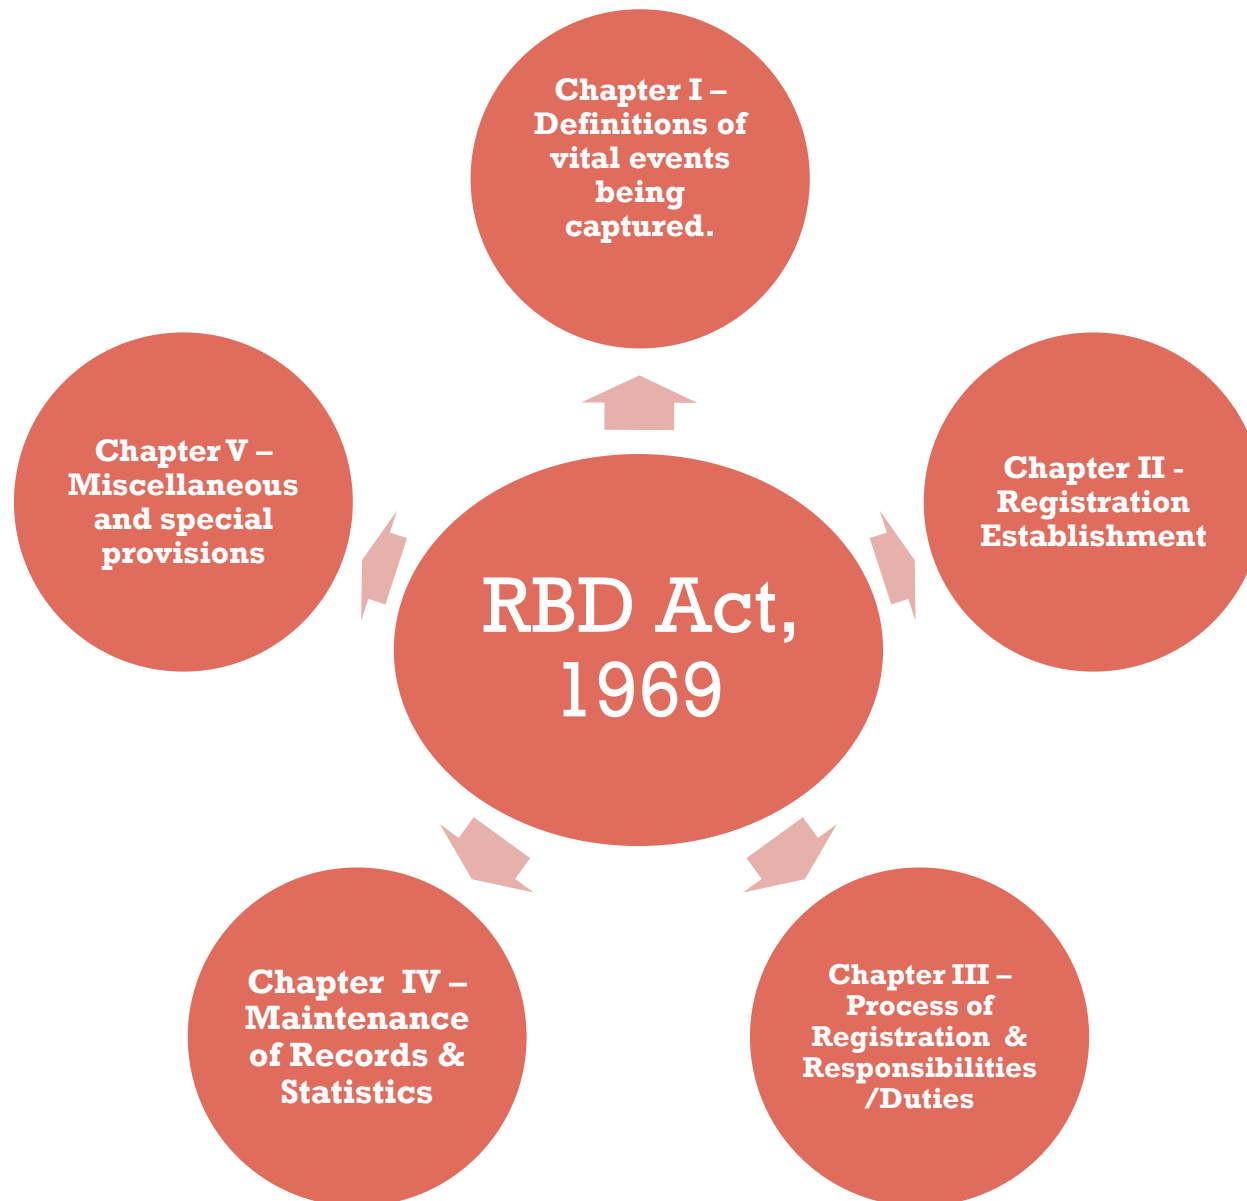 Chapter I –
Definitions of
vital events
being
captured.
Chapter II -
Registration
Establishment
Chapter III –
Process of
Registration &
Responsibilities
/Duties
Chapter IV –
Maintenance
of Records &
Statistics
Chapter V –
Miscellaneous
and special
provisions
RBD Act,
1969